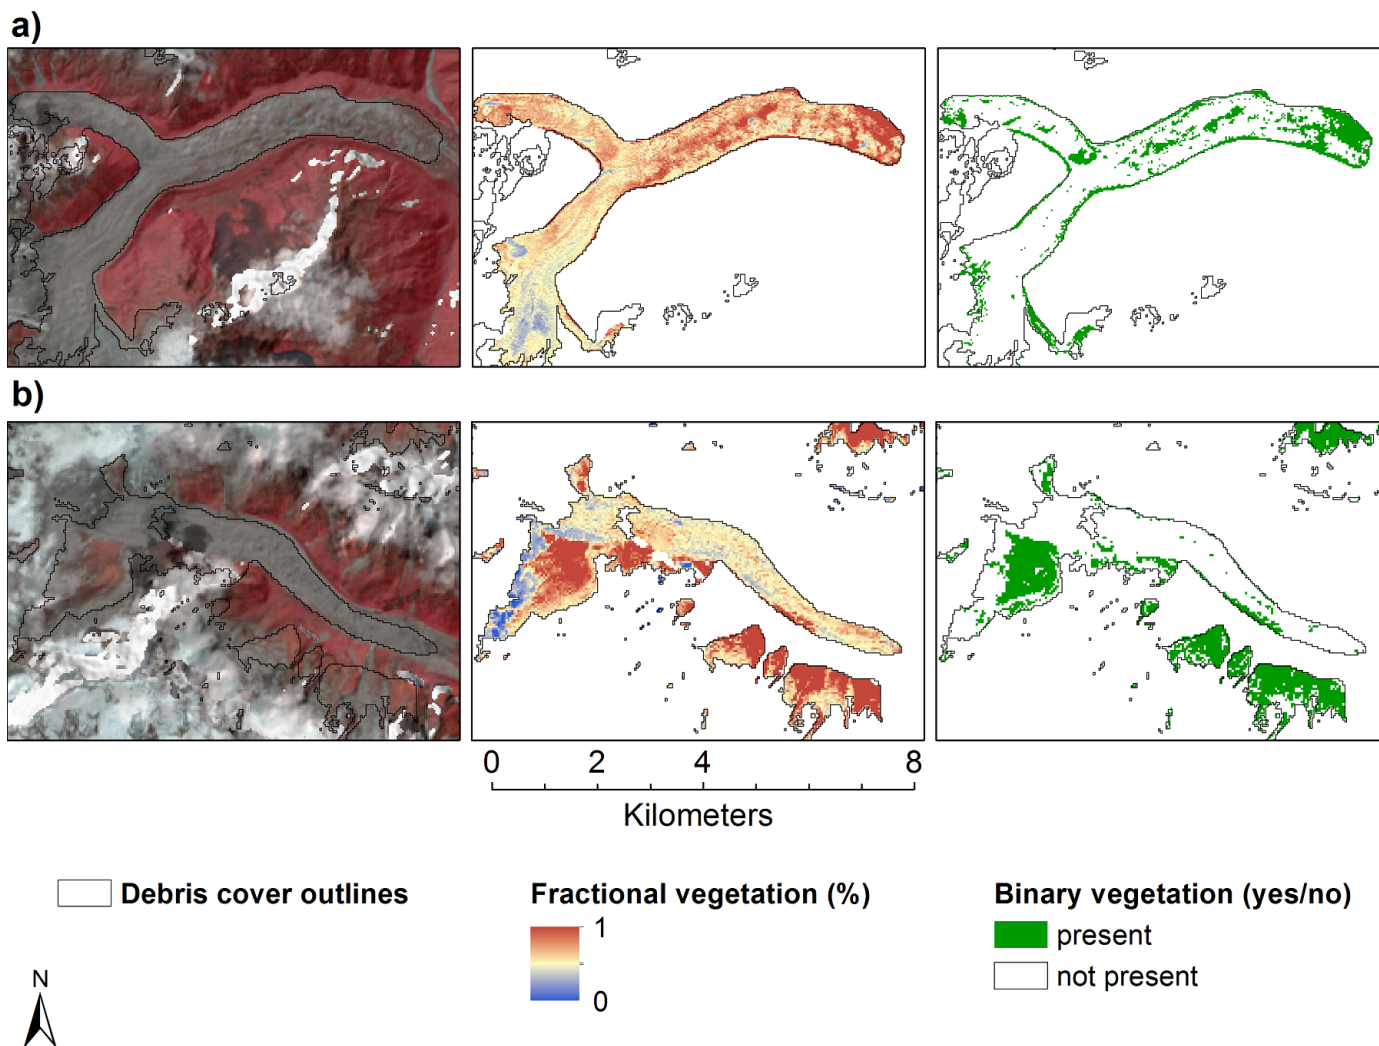 a)
b)
0 2 4 8
Kilometers
Debris cover outlines
Fractional vegetation (%)
1
0
Binary vegetation (yes/no)
present
not present
N